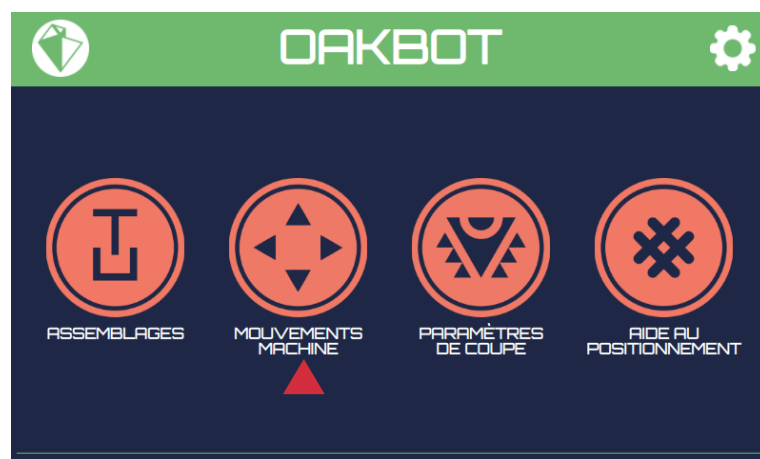 OAKBOT
ASSEMBLAGES
MOUVEMENTS
MACHINE
PARAMÈTRES
DE COUPE
AIDE AU
POSITIONNEMENT